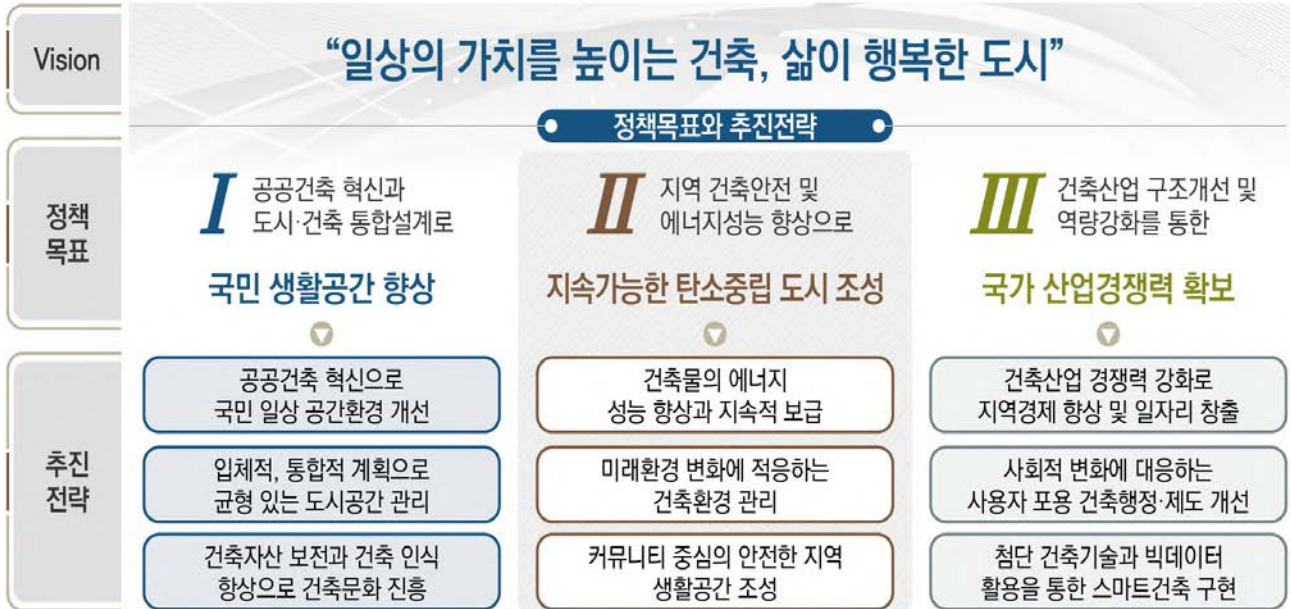 Vision
“일상의 가치를 높이는 건축, 삶이 행복한 도시”
정책목표와 추진전략
정책
목표
I
공공건축 혁신과
도시·건축 통합설계로
국민 생활공간 향상
II
지역 건축안전 및
에너지성능 향상으로
지속가능한 탄소중립 도시 조성
III
건축산업 구조개선 및
역량강화를 통한
국가 산업경쟁력 확보
추진
전략
공공건축 혁신으로
국민 일상 공간환경 개선
입체적, 통합적 계획으로
균형 있는 도시공간 관리
건축자산 보전과 건축 인식
향상으로 건축문화 진흥
건축물의 에너지
성능 향상과 지속적 보급
미래환경 변화에 적응하는
건축환경 관리
커뮤니티 중심의 안전한 지역
생활공간 조성
건축산업 경쟁력 강화로
지역경제 향상 및 일자리 창출
사회적 변화에 대응하는
사용자 포용 건축행정·제도 개선
첨단 건축기술과 빅데이터
활용을 통한 스마트건축 구현